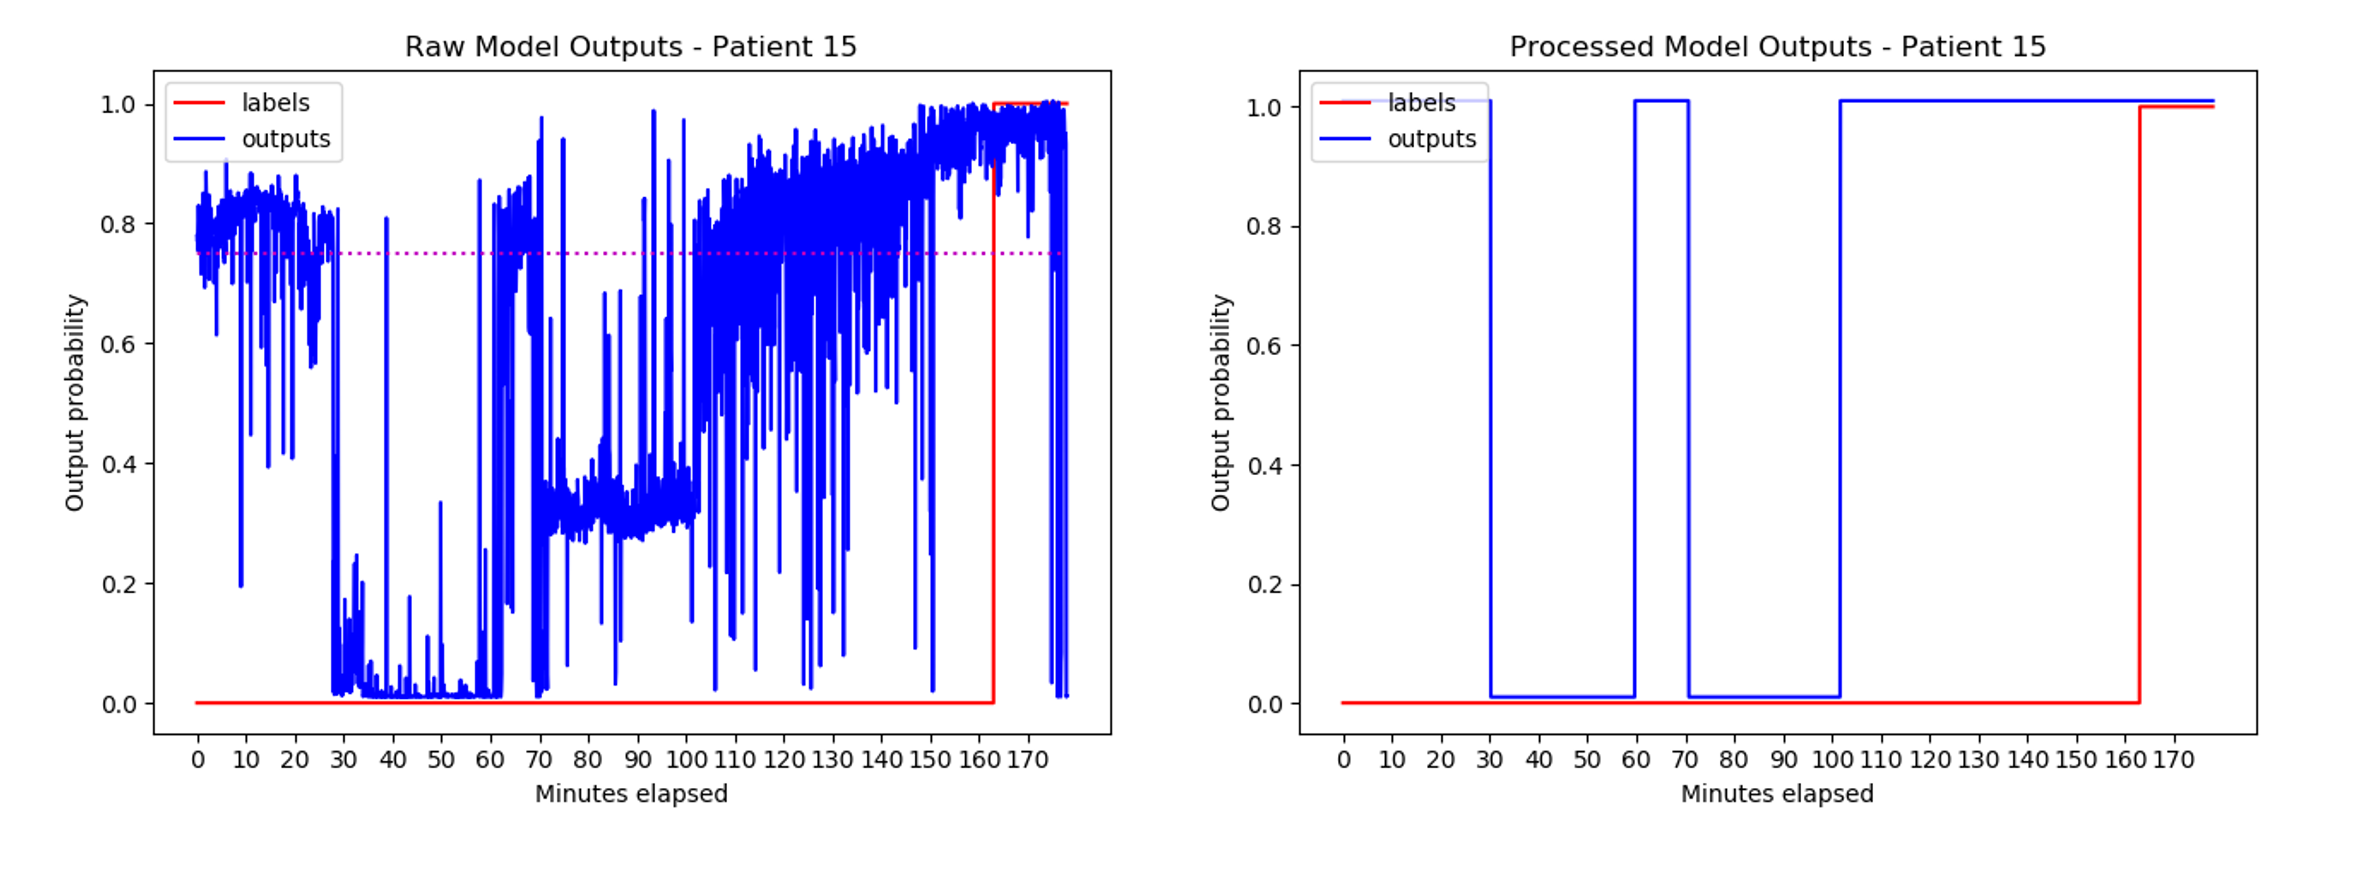 Raw Model Outputs - Patient 15
labels
outputs
1.0
0.8
0.6
0.4
0.2
0.0
Output probability
0 10 20 30 40 50 60 70 80 90 100 110 120 130 140 150 160 170
Minutes elapsed
Processed Model Outputs - Patient 15
labels
outputs
1.0
0.8
0.6
0.4
0.2
0.0
Output probability
0 10 20 30 40 50 60 70 80 90 100 110 120 130 140 150 160 170
Minutes elapsed